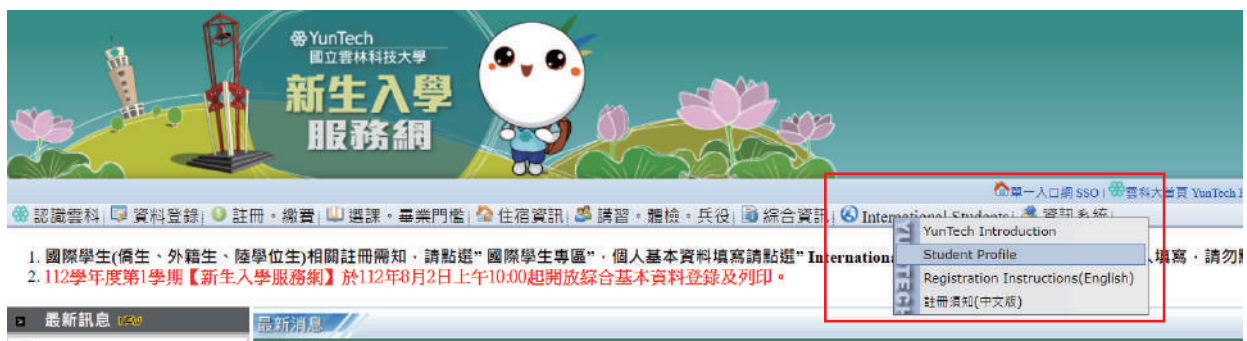 YunTech
國立雲林科技大學
新生入學
服務網
單一入口網 SSO | 雲科大首頁 YunTech
認識雲科 | 資料登錄 | 註冊。繳費 | 選課。畢業門檻 | 住宿資訊 | 講習。體檢。兵役 | 綜合資訊 | International Students | 資訊系統 |
YunTech Introduction
Student Profile
Registration Instructions(English)
註冊須知(中文版)
YUNTECH
1. 國際學生(僑生、外籍生、陸學位生)相關註冊需知，請點選" 國際學生專區"，個人基本資料填寫請點選" Internationa
填寫，請勿
2. 112學年度第1學期【新生入學服務網】於112年8月2日上午10:00起開放綜合基本資料登錄及列印。
最新訊息 NEW
最新消息